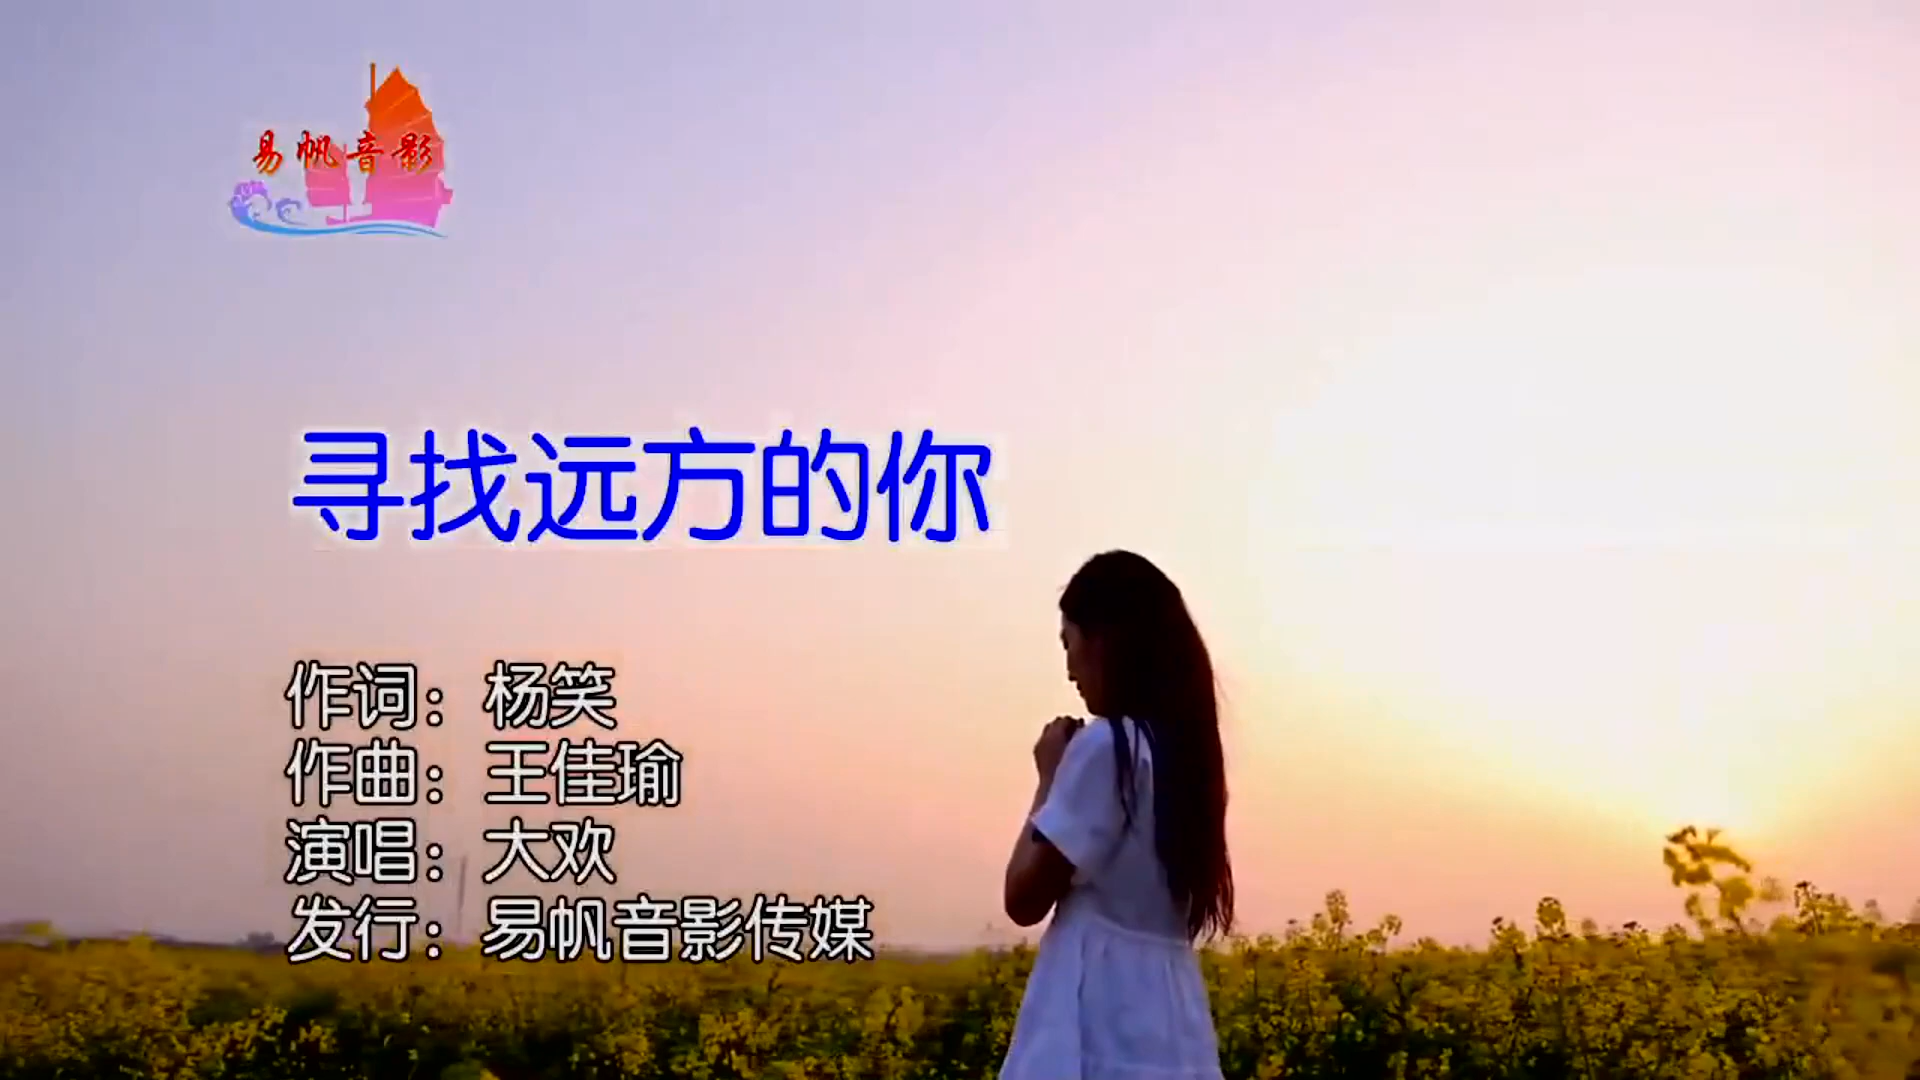 易帆音影
寻找远方的你
作词：杨笑
作曲：王佳瑜
演唱：大欢
发行：易帆音影传媒